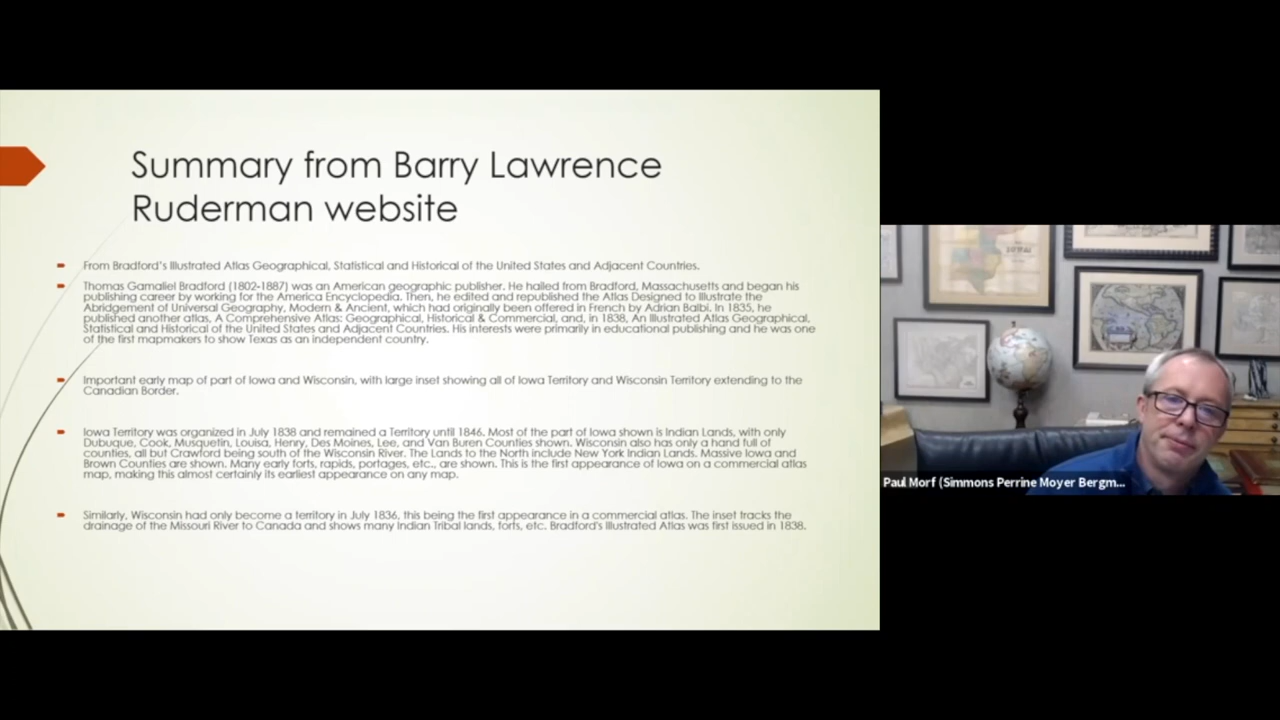 Summary from Barry Lawrence
Ruderman website
From Bradford's Illustrated Atlas Geographical, Statistical and Historical of the United States and Adjacent Countries.
Thomas Gamaliel Bradford (1802-1887) was an American geographic publisher. He hailed from Bradford, Massachusetts and began his
publishing career by working for the America Encyclopedia. Then, he edited and republished the Atlas Designed to Illustrate the
Abridgement of Universal Geography, Modern & Ancient, which had originally been offered in French by Adrian Balbi. In 1835, he
published another atlas, A Comprehensive Atlas: Geographical, Historical & Commercial, and, in 1838, An Illustrated Atlas Geographical,
Statistical and Historical of the United States and Adjacent Countries. His interests were primarily in educational publishing and he was one
of the first mapmakers to show Texas as an independent country.
Important early map of part of Iowa and Wisconsin, with large inset showing all of Iowa Territory and Wisconsin Territory extending to the
Canadian Border.
Iowa Territory was organized in July 1838 and remained a Territory until 1846. Most of the part of Iowa shown is Indian Lands, with only
Dubuque, Cook, Musquetin, Louisa, Henry, Des Moines, Lee, and Van Buren Counties shown. Wisconsin also has only a hand full of
counties, all but Crawford being south of the Wisconsin River. The Lands to the North include New York Indian Lands. Massive Iowa and
Brown Counties are shown. Many early forts, rapids, portages, etc., are shown. This is the first appearance of Iowa on a commercial atlas
map, making this almost certainly its earliest appearance on any map.
Similarly, Wisconsin had only become a territory in July 1836, this being the first appearance in a commercial atlas. The inset tracks the
drainage of the Missouri River to Canada and shows many Indian Tribal lands, forts, etc. Bradford's Illustrated Atlas was first issued in 1838.
IOWA
Paul Morf (Simmons Perrine Moyer Bergm...